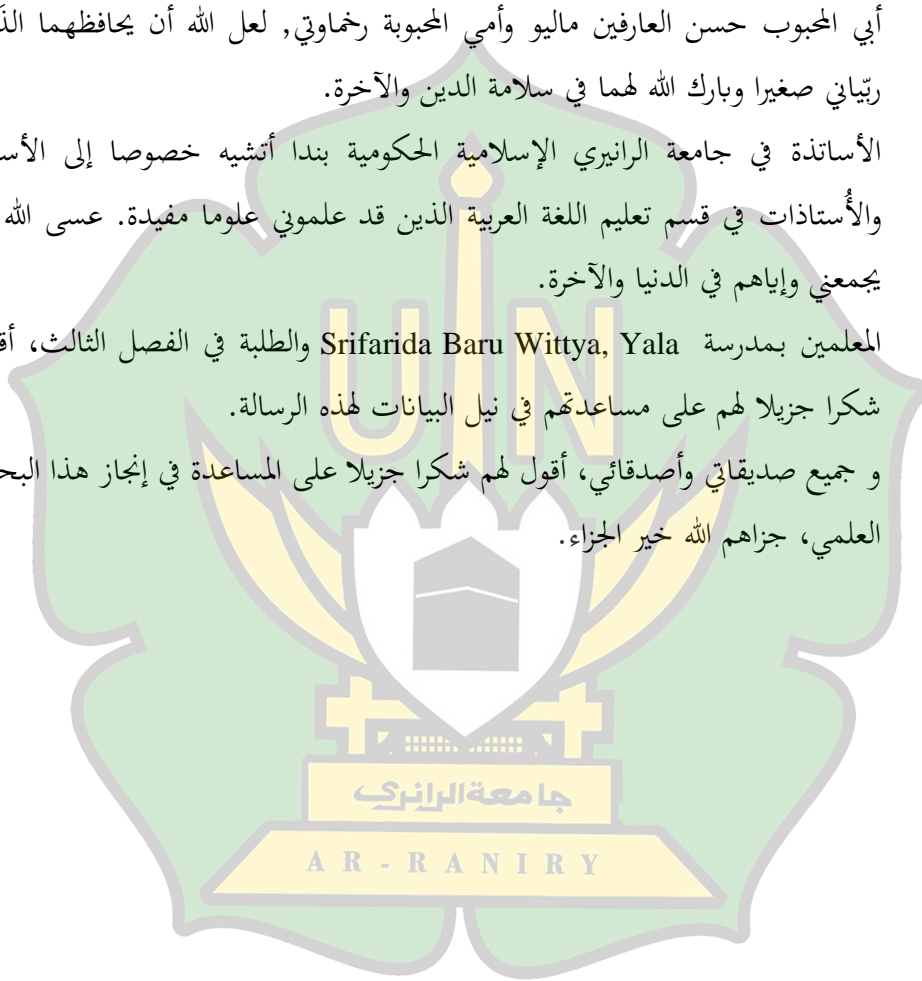 أبي المحبوب حسن العارفين ماليو وأمي المحبوبة رخماوتي, لعل الله أن يحافظهما
ربّياني صغيرا وبارك الله لهما في سلامة الدين والآخرة.
الأساتذة في جامعة الرانيري الإسلامية الحكومية بندا أتشيه خصوصا إلى
والأُستاذات في قسم تعليم اللغة العربية الذين قد علموني علوما مفيدة. عسى الله
يجمعني وإياهم في الدنيا والآخرة.
المعلمين بمدرسة Srifarida Baru Wittya, Yala والطلبة في الفصل الثالث،
شكرا جزيلا لهم على مساعدتهم في نيل البيانات لهذه الرسالة.
و جميع صديقاتي وأصدقائي، أقول لهم شكرا جزيلا على المساعدة في إنجاز هذا
العلمي، جزاهم الله خير الجزاء.
UIN
جامعة الرانري
AR-RANIRY